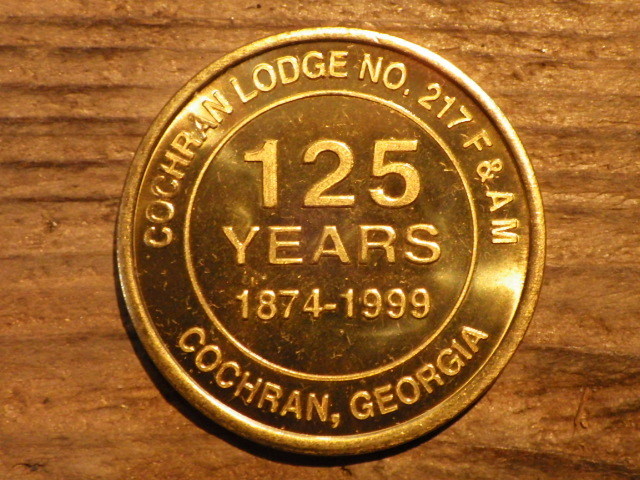 COCHRAN LODGE NO. 217 F & AM
125
YEARS
1874-1999
COCHRAN, GEORGIA